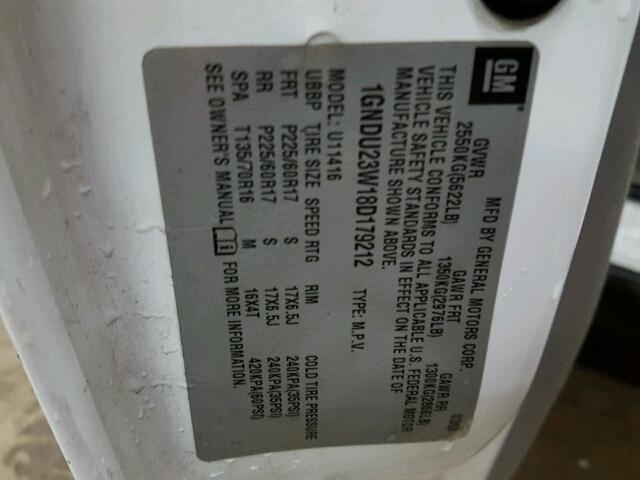 GM
MFD BY GENERAL MOTORS CORP.
03/08
GVWR GAWR FRT GAWR RR
2550KG(5622LB) 1350KG(2976LB) 1300KG(2866LB)
THIS VEHICLE CONFORMS TO ALL APPLICABLE U.S. FEDERAL MOTOR
VEHICLE SAFETY STANDARDS IN EFFECT ON THE DATE OF
MANUFACTURE SHOWN ABOVE.
1GNDU23W18D179212 TYPE: M.P.V.
MODEL: U11416
UBBP TIRE SIZE SPEED RTG RIM COLD TIRE PRESSURE
FRT P225/60R17 S 17X6.5J 240KPA(35PSI)
RR P225/60R17 S 17X6.5J 240KPA(35PSI)
SPA T135/70R16 M 16X4T 420KPA(60PSI)
SEE OWNER'S MANUAL FOR MORE INFORMATION.